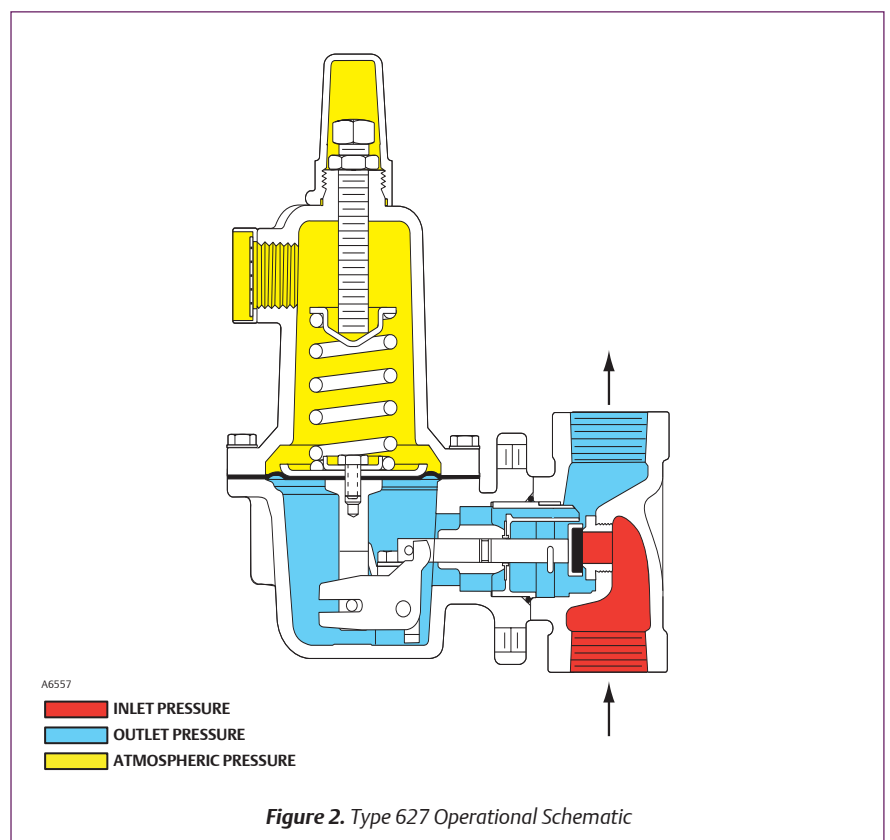 A6557
INLET PRESSURE
OUTLET PRESSURE
ATMOSPHERIC PRESSURE
Figure 2. Type 627 Operational Schematic